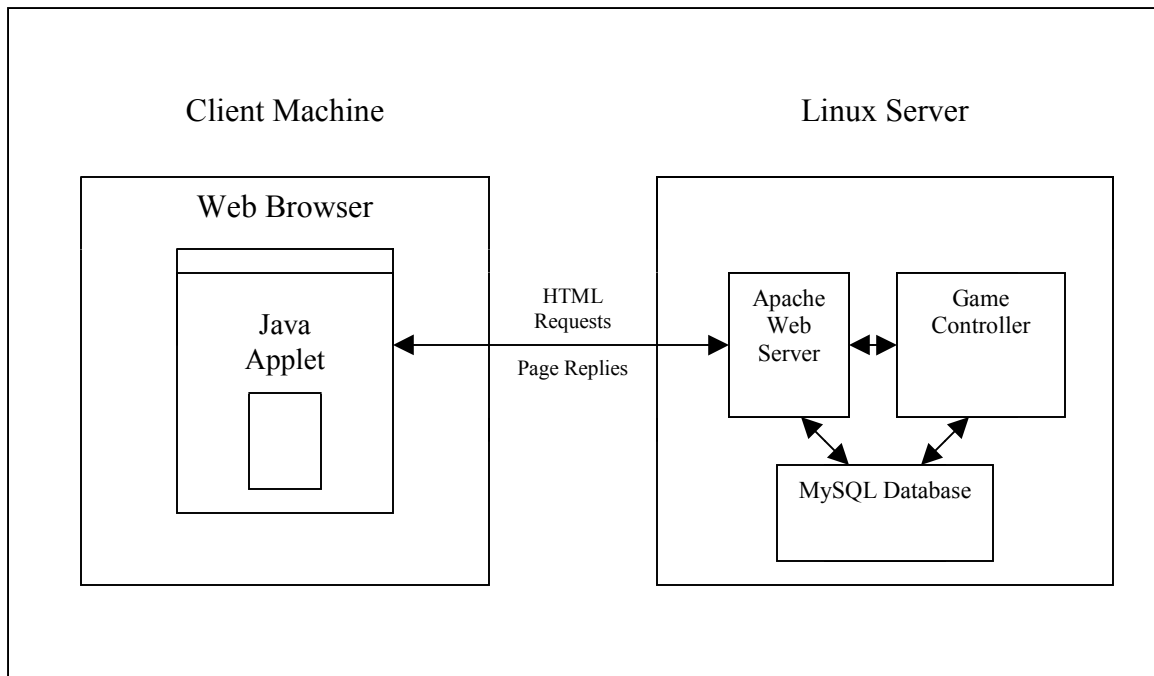 Client Machine
Linux Server
Web Browser
Java
Applet
HTML
Requests
Page Replies
Apache
Web
Server
Game
Controller
MySQL Database